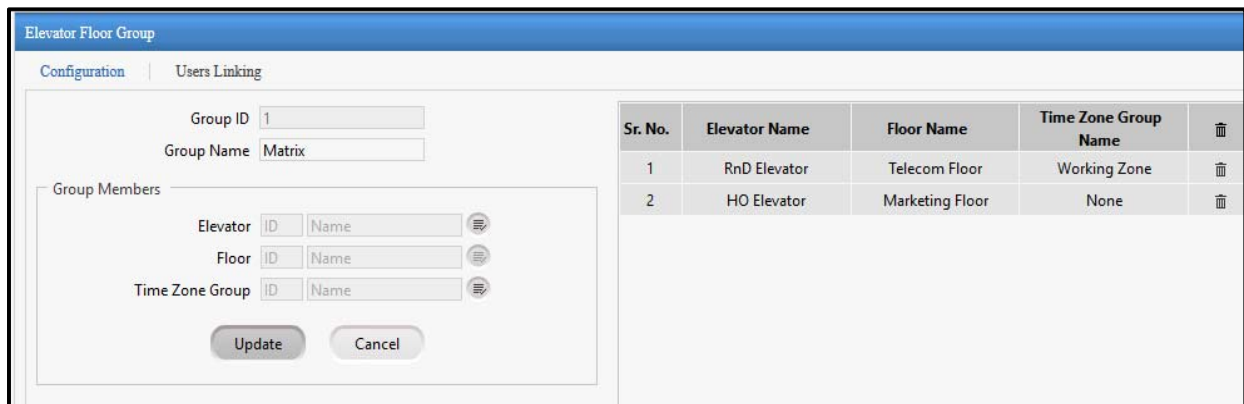 Elevator Floor Group
Configuration | Users Linking
Group ID 1
Group Name Matrix
Group Members
Elevator ID Name
Floor ID Name
Time Zone Group ID Name
Update Cancel
Sr. No. Elevator Name Floor Name Time Zone Group Name
1 RnD Elevator Telecom Floor Working Zone
2 HO Elevator Marketing Floor None